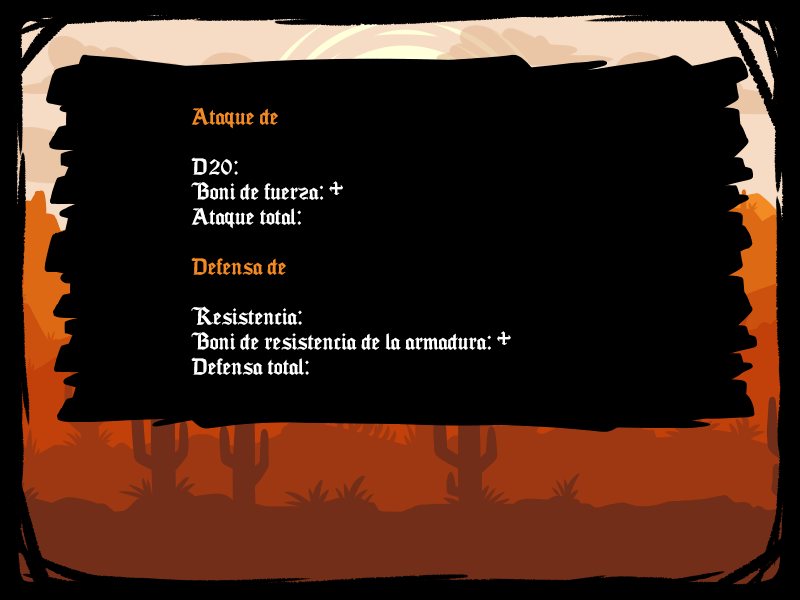 Ataque de
D20:
Boni de fuerza: +
Ataque total:
Defensa de
Resistencia:
Boni de resistencia de la armadura: +
Defensa total: